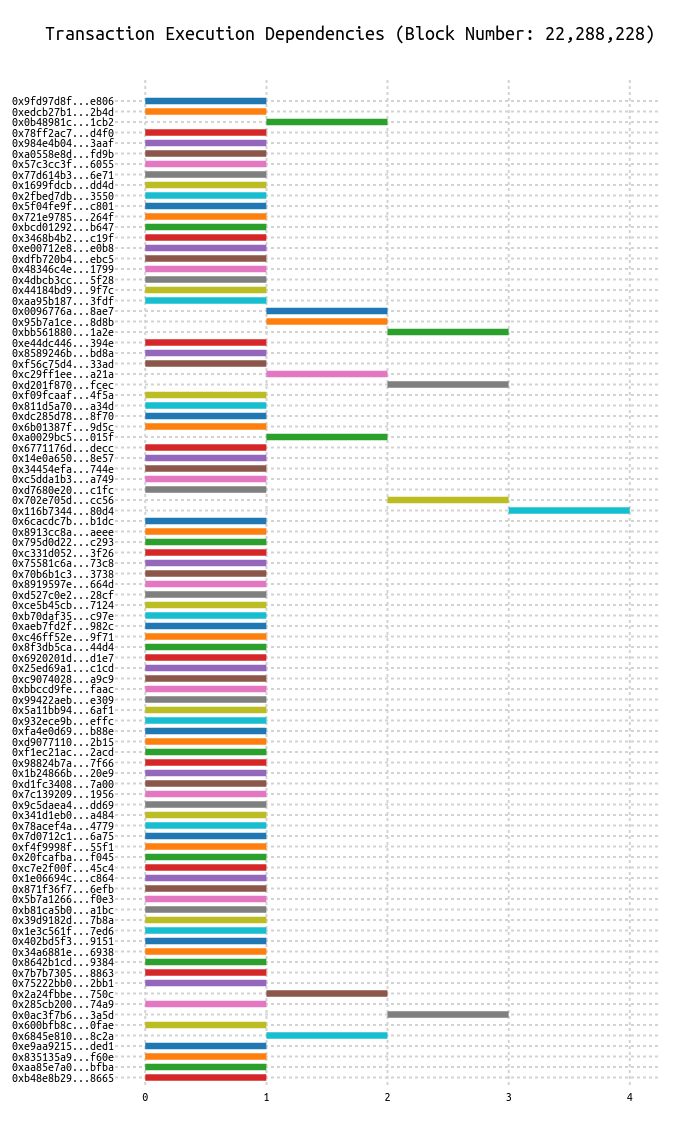 Transaction Execution Dependencies (Block Number: 22,288,228)
0x9fd97d8f...e806
0xedcb27b1...2b4d
0x0b48981c...1cb2
0x78ff2ac7...d4f0
0x984e4b04...3aaf
0xa0558e8d...fd9b
0x57c3cc3f...6055
0x77d614b3...6e71
0x1699fdcb...dd4d
0x2fbed7db...3550
0x5f04fe9f...c801
0x721e9785...264f
0xbcd01292...b647
0x3468b4b2...c19f
0xe00712e8...e0b8
0xdfb720b4...ebc5
0x48346c4e...1799
0x4dbcb3cc...5f28
0x44184bd9...9f7c
0xaa95b187...3fdf
0x0096776a...8ae7
0x95b7a1ce...8d8b
0xbb561880...1a2e
0xe44dc446...394e
0x8589246b...bd8a
0xf56c75d4...33ad
0xc29ff1ee...a21a
0xd201f870...fcec
0xf09fcaaf...4f5a
0x811d5a70...a34d
0xdc285d78...8f70
0x6b01387f...9d5c
0xa0029bc5...015f
0x6771176d...decc
0x14e0a650...8e57
0x34454efa...744e
0xc5dda1b3...a749
0xd7680e20...c1fc
0x702e705d...cc56
0x116b7344...80d4
0x6cacdc7b...b1dc
0x8913cc8a...aeee
0x795d0d22...c293
0xc331d052...3f26
0x75581c6a...73c8
0x70b6b1c3...3738
0x8919597e...664d
0xd527c0e2...28cf
0xce5b45cb...7124
0xb70daf35...c97e
0xaeb7fd2f...982c
0xc46ff52e...9f71
0x8f3db5ca...44d4
0x6920201d...d1e7
0x25ed69a1...c1cd
0xc9074028...a9c9
0xbbccd9fe...faac
0x99422aeb...e309
0x5a11bb94...6af1
0x932ece9b...effc
0xfa4e0d69...b88e
0xd9077110...2b15
0xf1ec21ac...2acd
0x98824b7a...7f66
0x1b24866b...20e9
0xd1fc3408...7a00
0x7c139209...1956
0x9c5daea4...dd69
0x341d1eb0...a484
0x78acef4a...4779
0x7d0712c1...6a75
0xf4f9998f...55f1
0x20fcafba...f045
0xc7e2f00f...45c4
0x1e06694c...c864
0x871f36f7...6efb
0x5b7a1266...f0e3
0xb81ca5b0...a1bc
0x39d9182d...7b8a
0x1e3c561f...7ed6
0x402bd5f3...9151
0x34a6881e...6938
0x8642b1cd...9384
0x7b7b7305...8863
0x75222bb0...2bb1
0x2a24fbbe...750c
0x285cb200...74a9
0x0ac3f7b6...3a5d
0x600bfb8c...0fae
0x6845e810...8c2a
0xe9aa9215...ded1
0x835135a9...f60e
0xaa85e7a0...bfba
0xb48e8b29...8665
0 1 2 3 4